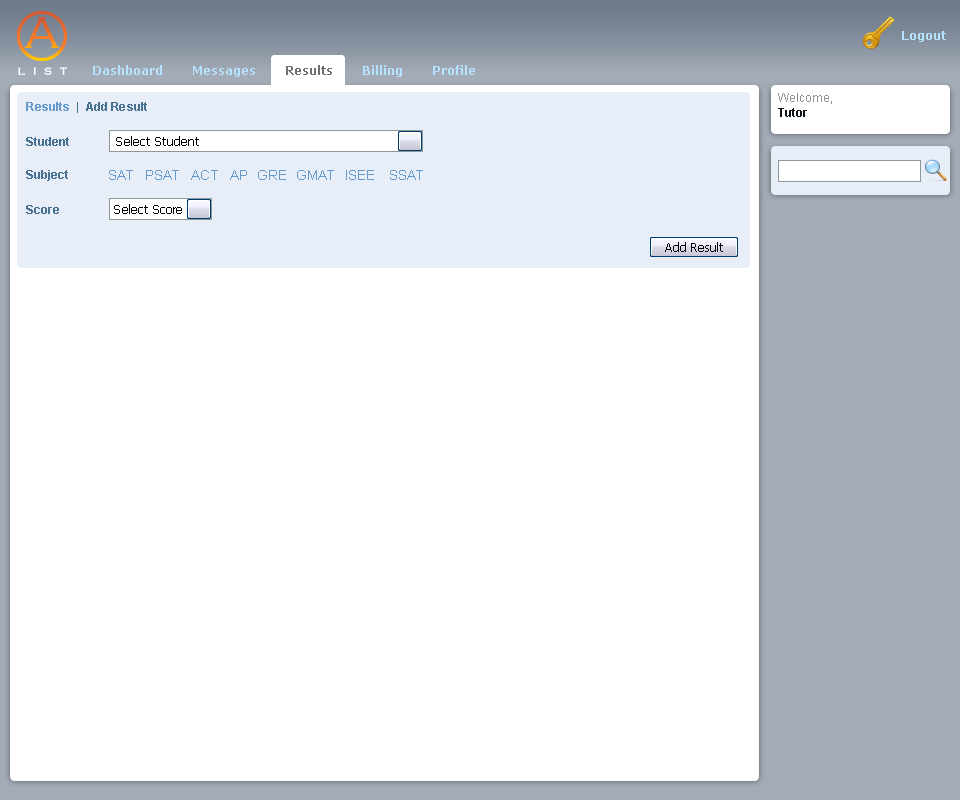 A
LIST
Dashboard Messages Results Billing Profile
Logout
Results | Add Result
Student Select Student
Subject SAT PSAT ACT AP GRE GMAT ISEE SSAT
Score Select Score
Add Result
Welcome,
Tutor